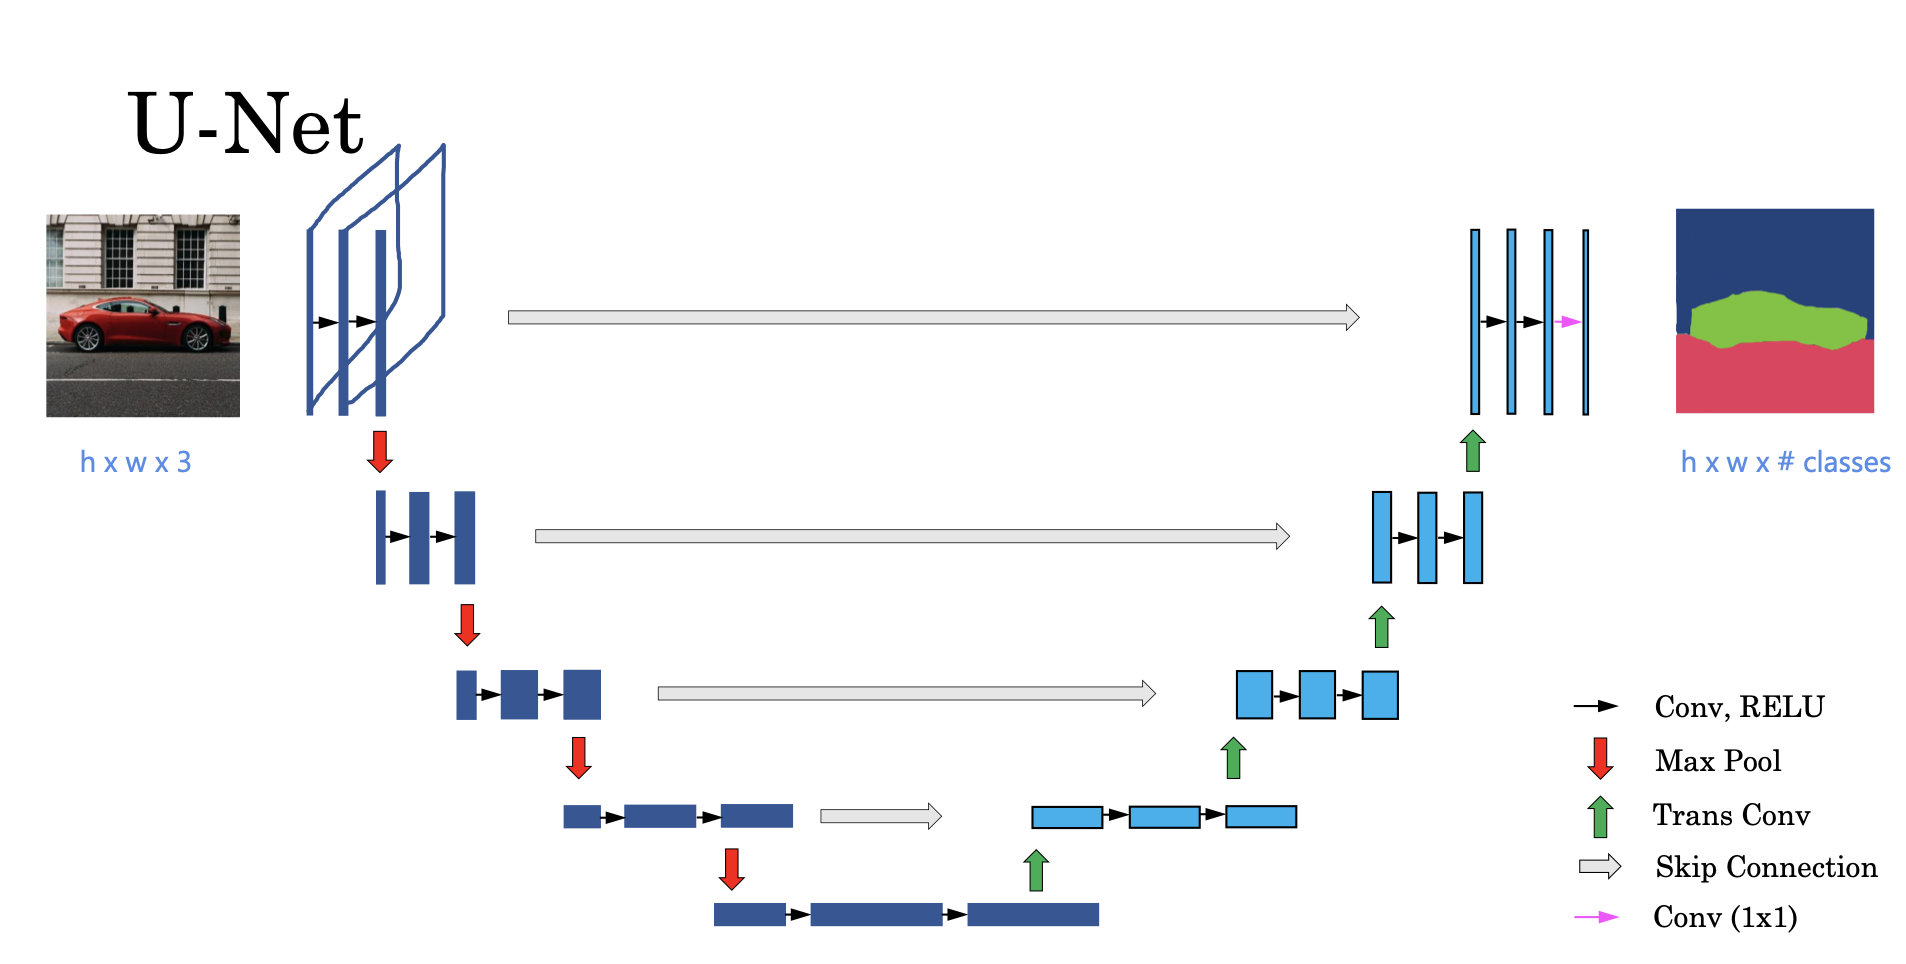 U-Net
h x w x 3
h x w x # classes
Conv, RELU
Max Pool
Trans Conv
Skip Connection
Conv (1x1)